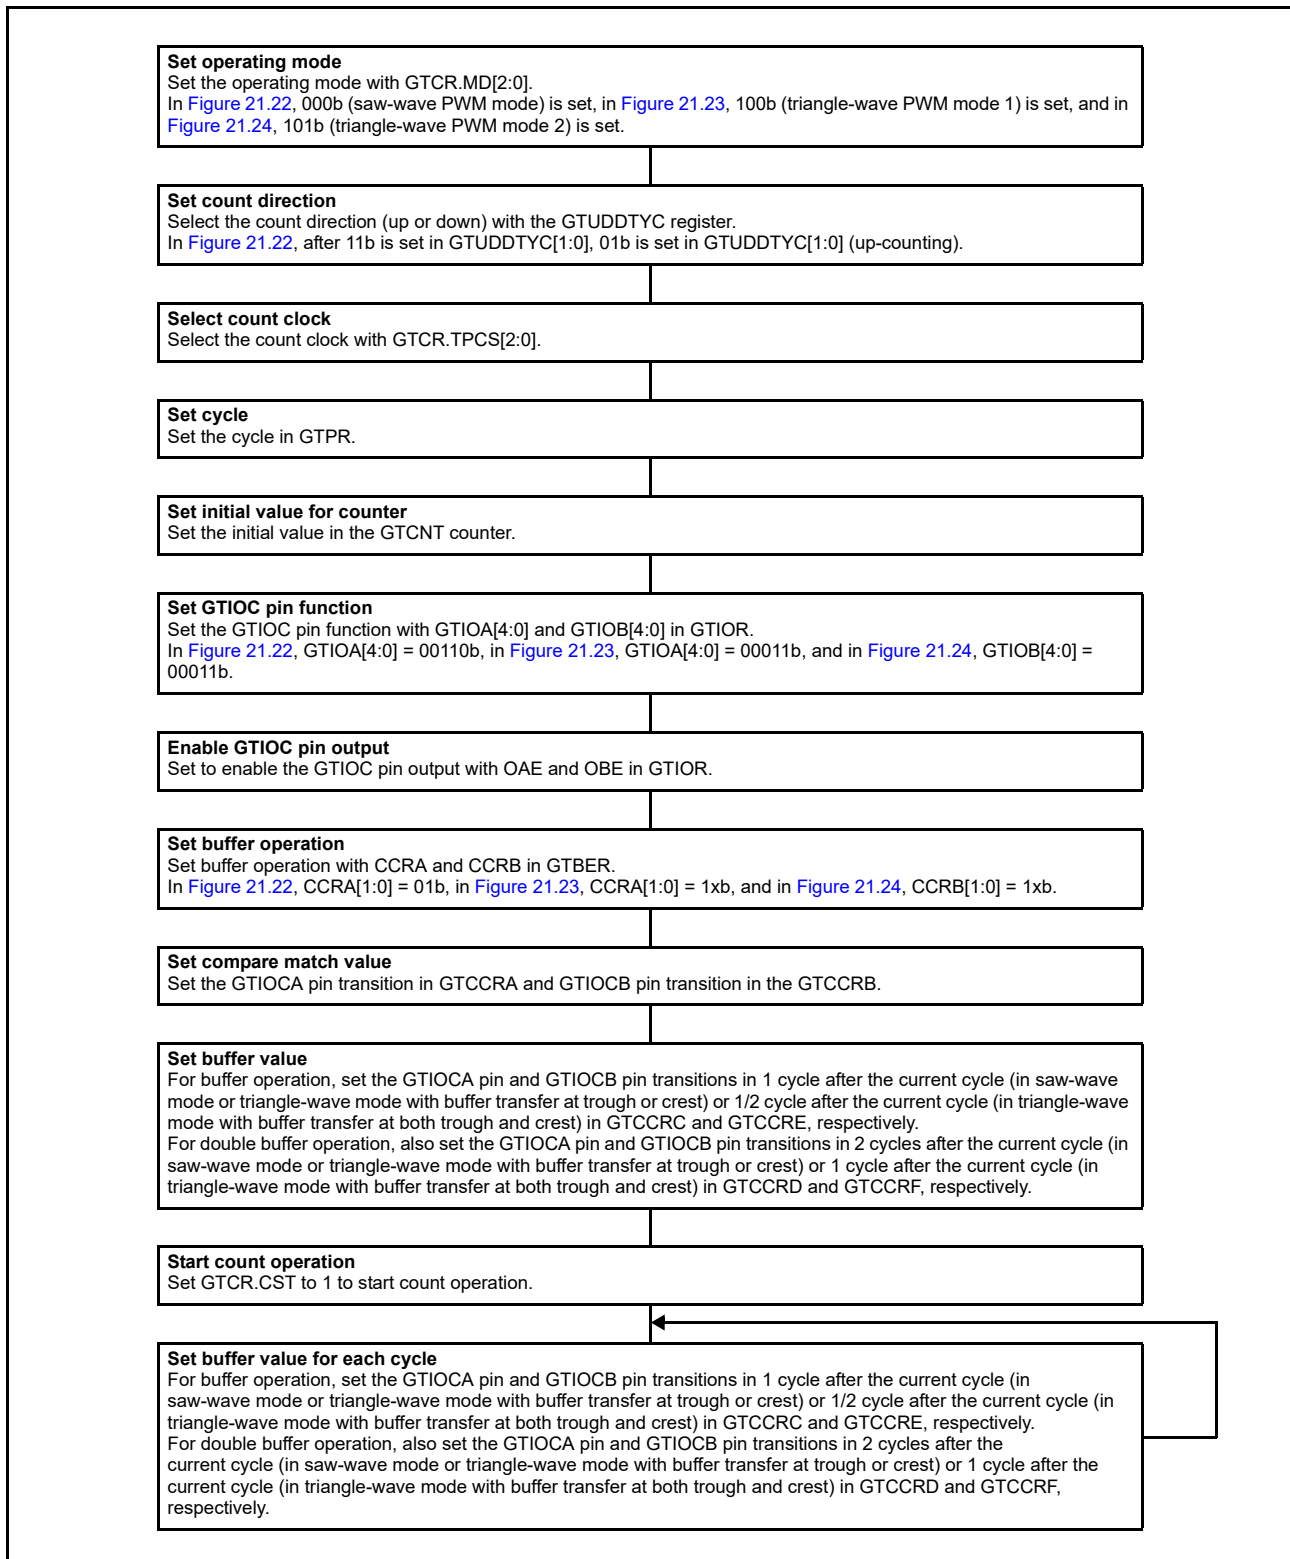 Set operating mode
Set the operating mode with GTCR.MD[2:0].
In Figure 21.22, 000b (saw-wave PWM mode) is set, in Figure 21.23, 100b (triangle-wave PWM mode 1) is set, and in
Figure 21.24, 101b (triangle-wave PWM mode 2) is set.
Set count direction
Select the count direction (up or down) with the GTUDDTYC register.
In Figure 21.22, after 11b is set in GTUDDTYC[1:0], 01b is set in GTUDDTYC[1:0] (up-counting).
Select count clock
Select the count clock with GTCR.TPCS[2:0].
Set cycle
Set the cycle in GTPR.
Set initial value for counter
Set the initial value in the GTCNT counter.
Set GTIOC pin function
Set the GTIOC pin function with GTIOA[4:0] and GTIOB[4:0] in GTIOR.
In Figure 21.22, GTIOA[4:0] = 00110b, in Figure 21.23, GTIOA[4:0] = 00011b, and in Figure 21.24, GTIOB[4:0] =
00011b.
Enable GTIOC pin output
Set to enable the GTIOC pin output with OAE and OBE in GTIOR.
Set buffer operation
Set buffer operation with CCRA and CCRB in GTBER.
In Figure 21.22, CCRA[1:0] = 01b, in Figure 21.23, CCRA[1:0] = 1xb, and in Figure 21.24, CCRB[1:0] = 1xb.
Set compare match value
Set the GTIOCA pin transition in GTCCRA and GTIOCB pin transition in the GTCCRB.
Set buffer value
For buffer operation, set the GTIOCA pin and GTIOCB pin transitions in 1 cycle after the current cycle (in saw-wave
mode or triangle-wave mode with buffer transfer at trough or crest) or 1/2 cycle after the current cycle (in triangle-wave
mode with buffer transfer at both trough and crest) in GTCCRC and GTCCRE, respectively.
For double buffer operation, also set the GTIOCA pin and GTIOCB pin transitions in 2 cycles after the current cycle (in
saw-wave mode or triangle-wave mode with buffer transfer at trough or crest) or 1 cycle after the current cycle (in
triangle-wave mode with buffer transfer at both trough and crest) in GTCCRD and GTCCRF, respectively.
Start count operation
Set GTCR.CST to 1 to start count operation.
Set buffer value for each cycle
For buffer operation, set the GTIOCA pin and GTIOCB pin transitions in 1 cycle after the current cycle (in
saw-wave mode or triangle-wave mode with buffer transfer at trough or crest) or 1/2 cycle after the current cycle (in
triangle-wave mode with buffer transfer at both trough and crest) in GTCCRC and GTCCRE, respectively.
For double buffer operation, also set the GTIOCA pin and GTIOCB pin transitions in 2 cycles after the
current cycle (in saw-wave mode or triangle-wave mode with buffer transfer at trough or crest) or 1 cycle after the
current cycle (in triangle-wave mode with buffer transfer at both trough and crest) in GTCCRD and GTCCRF,
respectively.